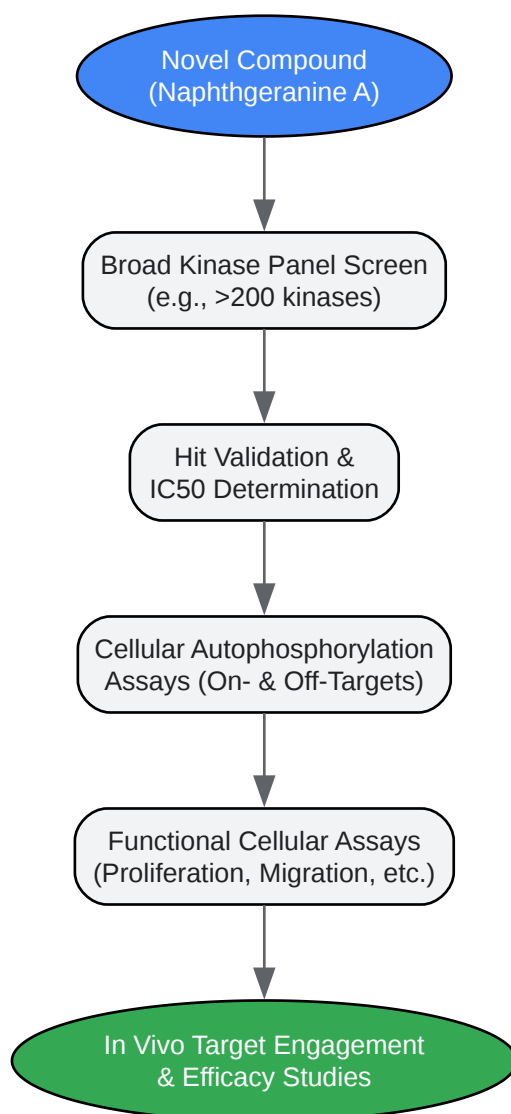 Novel Compound
(Naphthgeranine A)
Broad Kinase Panel Screen
(e.g., >200 kinases)
Hit Validation &
IC50 Determination
Cellular Autophosphorylation
Assays (On- & Off-Targets)
Functional Cellular Assays
(Proliferation, Migration, etc.)
In Vivo Target Engagement
& Efficacy Studies